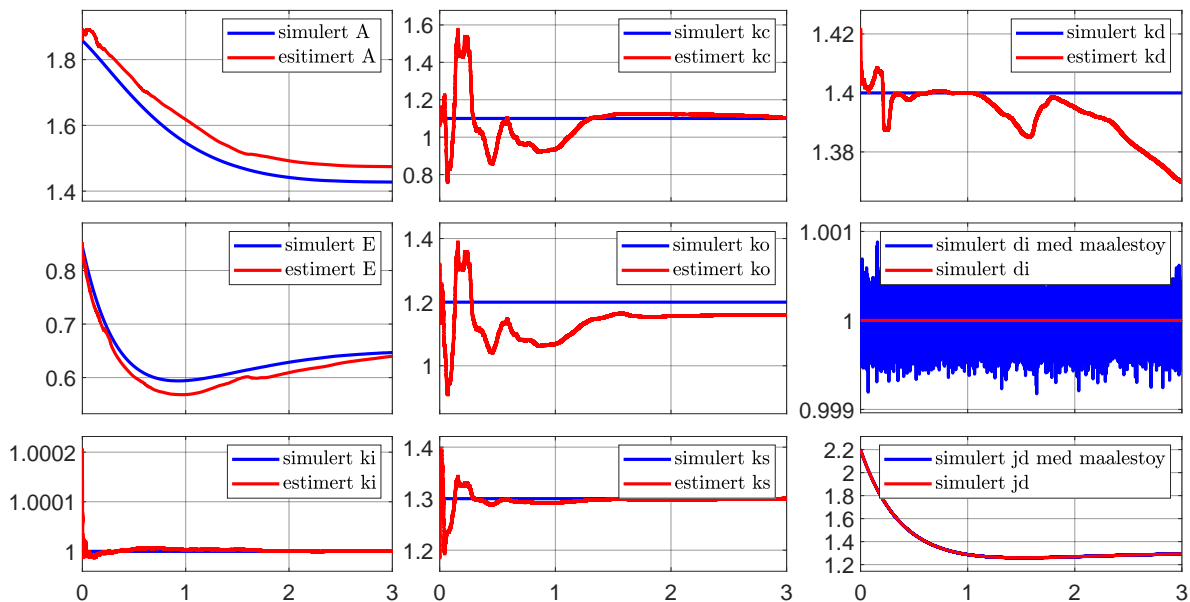 1.8
1.6
1.4
simulert A
esitimert A
1.6
1.4
1.2
1.1
1
0.8
simulert kc
estimert kc
1.42
1.4
1.38
simulert kd
estimert kd
0.8
0.7
0.6
simulert E
estimert E
1.4
1.2
1
simulert ko
estimert ko
1.001
1
0.999
simulert di med maalestoy
simulert di
1.0002
1.0001
1
simulert ki
estimert ki
0 1 2 3
1.4
1.3
1.2
simulert ks
estimert ks
0 1 2 3
2.2
2
1.8
1.6
1.4
1.2
simulert jd med maalestoy
simulert jd
0 1 2 3